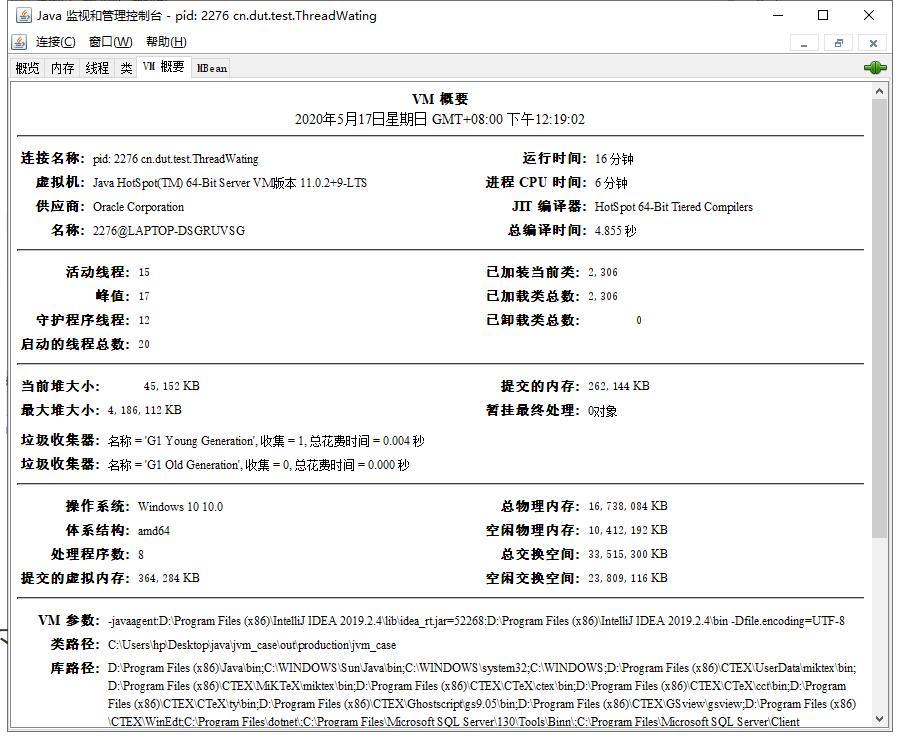 Java 监视和管理控制台 - pid: 2276 cn.dut.test.ThreadWating
连接(C) 窗口(W) 帮助(H)
概览 内存 线程 类 VM 概要 MBean
VM 概要
2020年5月17日星期日 GMT+08:00 下午12:19:02
连接名称: pid: 2276 cn.dut.test.ThreadWating 运行时间: 16 分钟
虚拟机: Java HotSpot(TM) 64-Bit Server VM版本 11.0.2+9-LTS 进程 CPU 时间: 6 分钟
供应商: Oracle Corporation JIT 编译器: HotSpot 64-Bit Tiered Compilers
名称: 2276@LAPTOP-DSGRUVSG 总编译时间: 4.855 秒
活动线程: 15 已加装当前类: 2,306
峰值: 17 已加载类总数: 2,306
守护程序线程: 12 已卸载类总数: 0
启动的线程总数: 20
当前堆大小: 45,152 KB 提交的内存: 262,144 KB
最大堆大小: 4,186,112 KB 暂挂最终处理: 0对象
垃圾收集器: 名称 = 'G1 Young Generation', 收集 = 1, 总花费时间 = 0.004 秒
垃圾收集器: 名称 = 'G1 Old Generation', 收集 = 0, 总花费时间 = 0.000 秒
操作系统: Windows 10 10.0 总物理内存: 16,738,084 KB
体系结构: amd64 空闲物理内存: 10,412,192 KB
处理程序数: 8 总交换空间: 33,515,300 KB
提交的虚拟内存: 364,284 KB 空闲交换空间: 23,809,116 KB
VM 参数: -javaagent:D:\Program Files (x86)\IntelliJ IDEA 2019.2.4\lib\idea_rt.jar=52268:D:\Program Files (x86)\IntelliJ IDEA 2019.2.4\bin -Dfile.encoding=UTF-8
类路径: C:\Users\hp\Desktop\java\jvm_case\out\production\jvm_case
库路径: D:\Program Files (x86)\Java\bin;C:\WINDOWS\Sun\Java\bin;C:\WINDOWS\system32;C:\WINDOWS;D:\Program Files (x86)\CTEX\UserData\miktex\bin;
D:\Program Files (x86)\CTEX\MiKTeX\miktex\bin;D:\Program Files (x86)\CTEX\CTeX\ctex\bin;D:\Program Files (x86)\CTEX\CTeX\cct\bin;D:\Program
Files (x86)\CTEX\CTeX\ty\bin;D:\Program Files (x86)\CTEX\Ghostscript\gs9.05\bin;D:\Program Files (x86)\CTEX\GSview\gsview;D:\Program Files (x86)
\CTEX\WinEdt;C:\Program Files\dotnet\;C:\Program Files\Microsoft SQL Server\130\Tools\Binn\;C:\Program Files\Microsoft SQL Server\Client